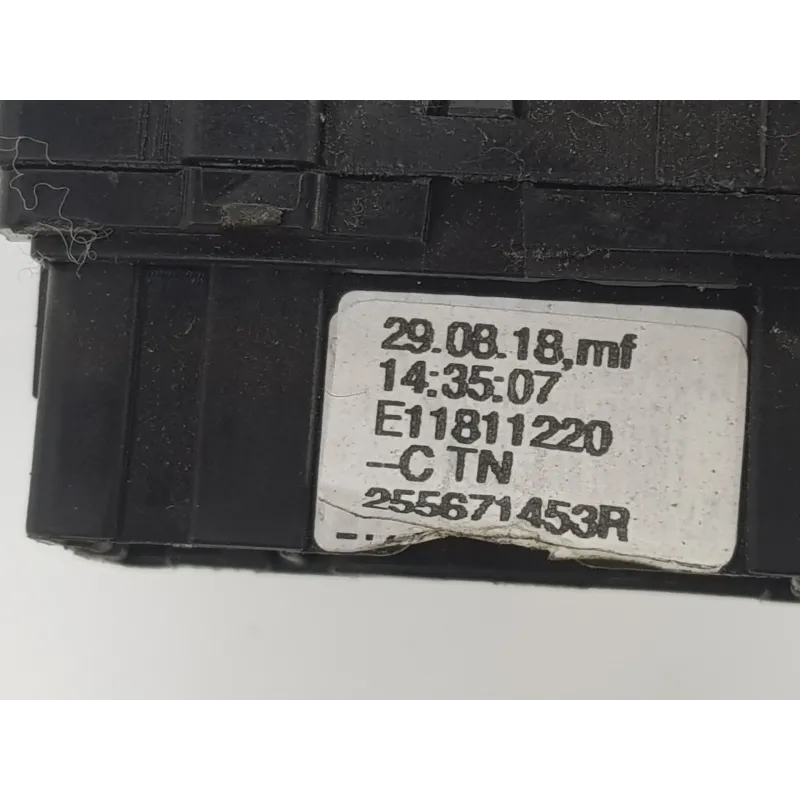 29.08.18,mf
14:35:07
E11811220
–C TN
255671453R